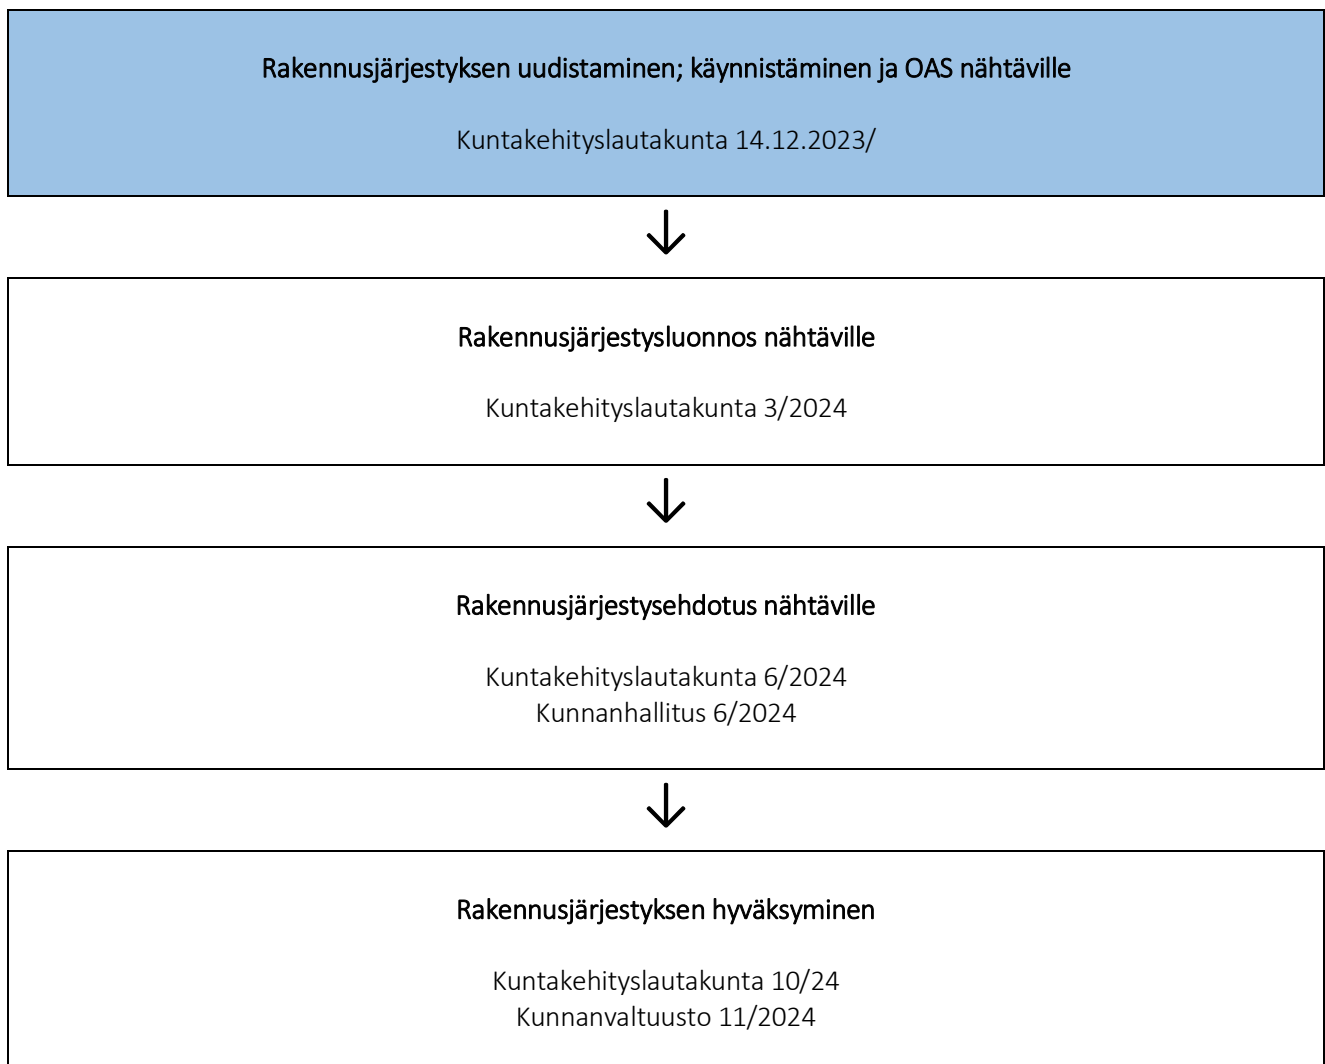 Rakennusjärjestyksen uudistaminen; käynnistäminen ja OAS nähtäville
Kuntakehityslautakunta 14.12.2023/
Rakennusjärjestysluonnos nähtäville
Kuntakehityslautakunta 3/2024
Rakennusjärjestysehdotus nähtäville
Kuntakehityslautakunta 6/2024
Kunnanhallitus 6/2024
Rakennusjärjestyksen hyväksyminen
Kuntakehityslautakunta 10/24
Kunnanvaltuusto 11/2024